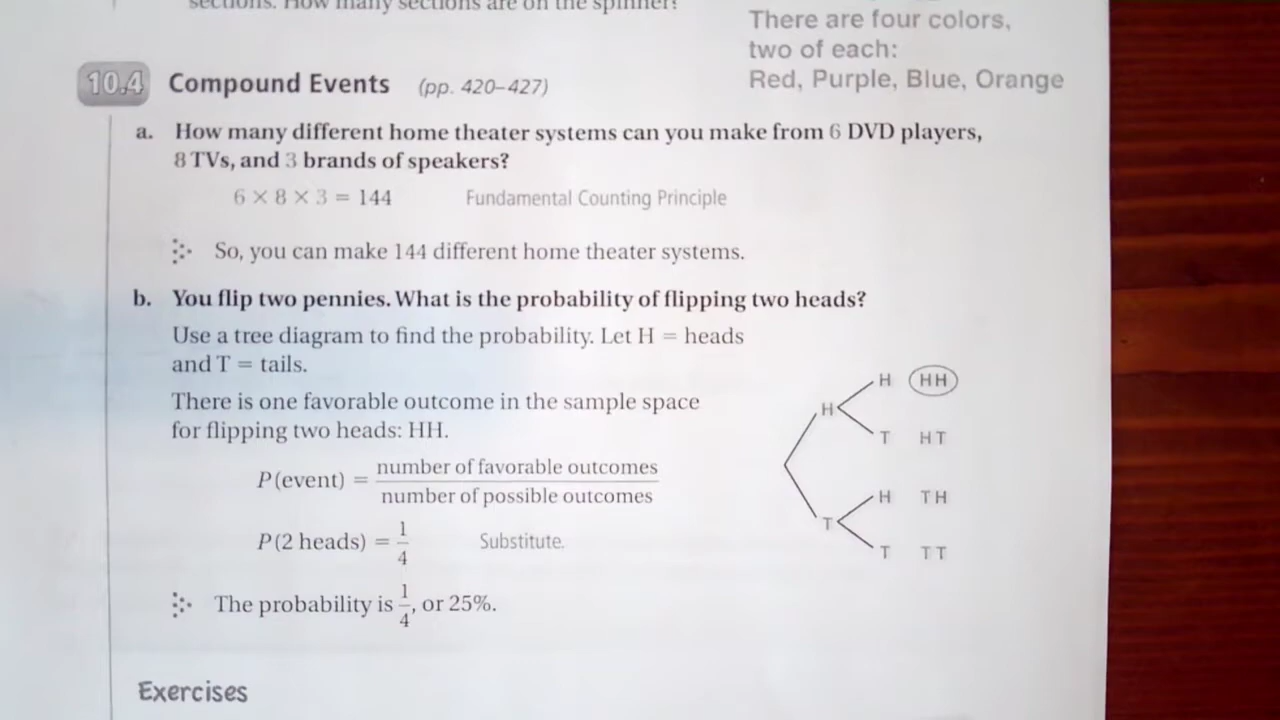 sections. How many sections are on the spinner?
There are four colors,
two of each:
Red, Purple, Blue, Orange
10.4 Compound Events (pp. 420–427)
a. How many different home theater systems can you make from 6 DVD players,
8 TVs, and 3 brands of speakers?
6 × 8 × 3 = 144 Fundamental Counting Principle
So, you can make 144 different home theater systems.
b. You flip two pennies. What is the probability of flipping two heads?
Use a tree diagram to find the probability. Let H = heads
and T = tails.
There is one favorable outcome in the sample space
for flipping two heads: HH.
P(event) = number of favorable outcomes / number of possible outcomes
P(2 heads) = 1/4 Substitute.
The probability is 1/4, or 25%.
H H HH
T HT
T H TH
T TT
Exercises